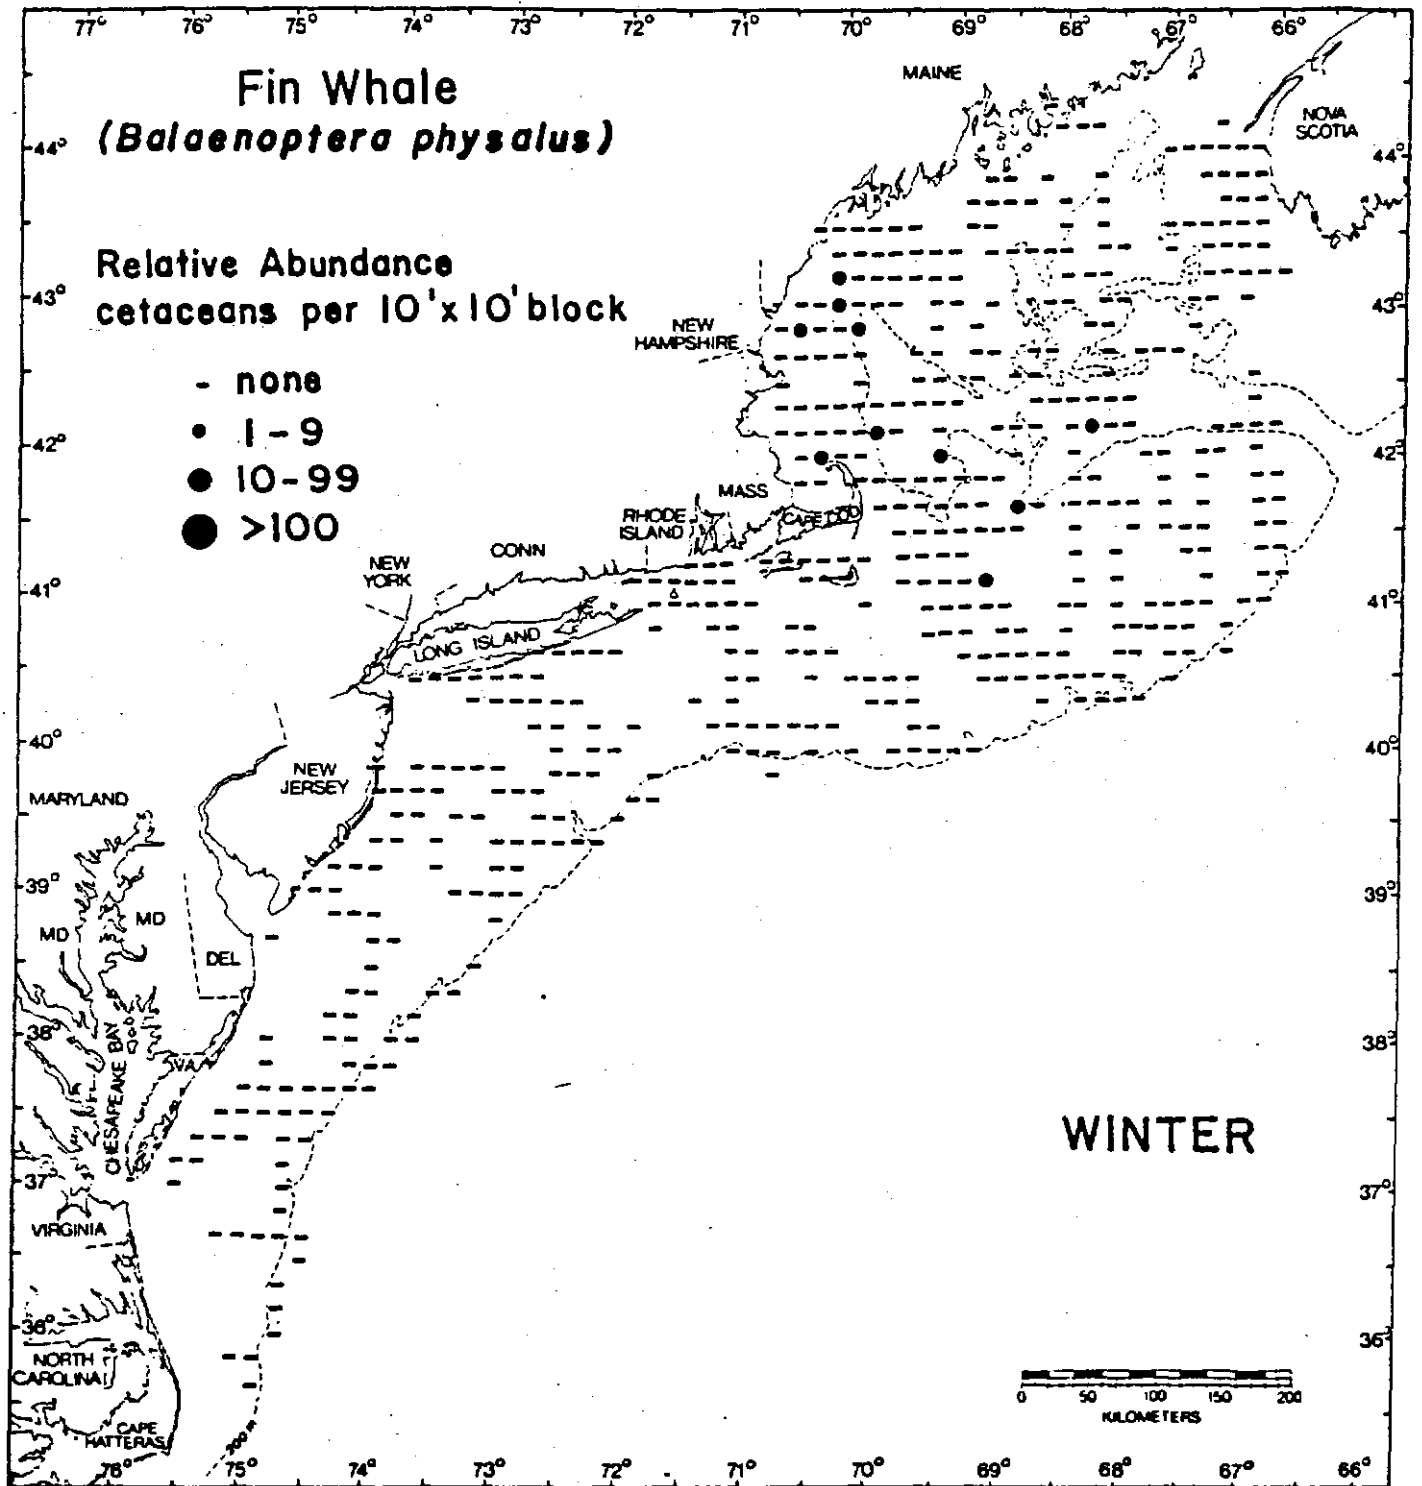 77° 76° 75° 74° 73° 72° 71° 70° 69° 68° 67° 66°
Fin Whale
(Balaenoptera physalus)
MAINE
NOVA
SCOTIA
44° 44°
Relative Abundance
cetaceans per 10'x10' block
- none
1-9
10-99
>100
43° 43°
NEW
HAMPSHIRE
42° 42°
MASS
CAPE COD
RHODE
ISLAND
CONN
NEW
YORK
41° 41°
LONG ISLAND
40° 40°
NEW
JERSEY
MARYLAND
39° 39°
MD
MD
DEL
38° 38°
CHESAPEAKE BAY
VA
WINTER
37° 37°
VIRGINIA
36° 36°
NORTH
CAROLINA
0 50 100 150 200
KILOMETERS
CAPE
HATTERAS
200 m
76° 75° 74° 73° 72° 71° 70° 69° 68° 67° 66°